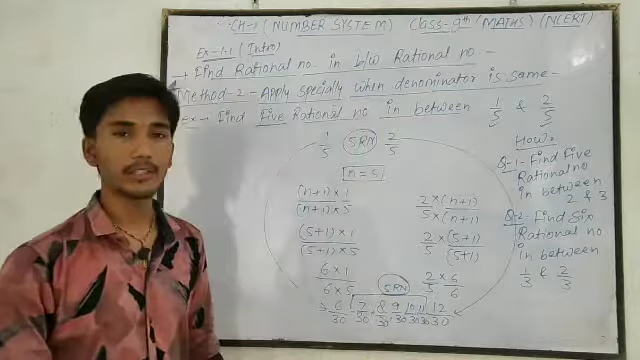 CH-1 (NUMBER SYSTEM) Class-9th (MATHS) (NCERT)
Ex-1.1 (Intro)
→ Find Rational no. in b/w Rational no -
Method-2 - Apply specially when denominator is same -
Ex- Find Five Rational no in between 1/5 & 2/5
1/5 5RN 2/5
n = 5
(n+1)×1/(n+1)×5 2×(n+1)/5×(n+1)
(5+1)×1/(5+1)×5 2/5×(5+1)/(5+1)
6×1/6×5 2/5×6/6
5RN
6/30 7/30, 8/30, 9/30 10/30 11/30 12/30
How:-
Q-1- Find Five
Rational no
in between
2 & 3
Q-2- Find Six
Rational no
in between
1/3 & 2/3